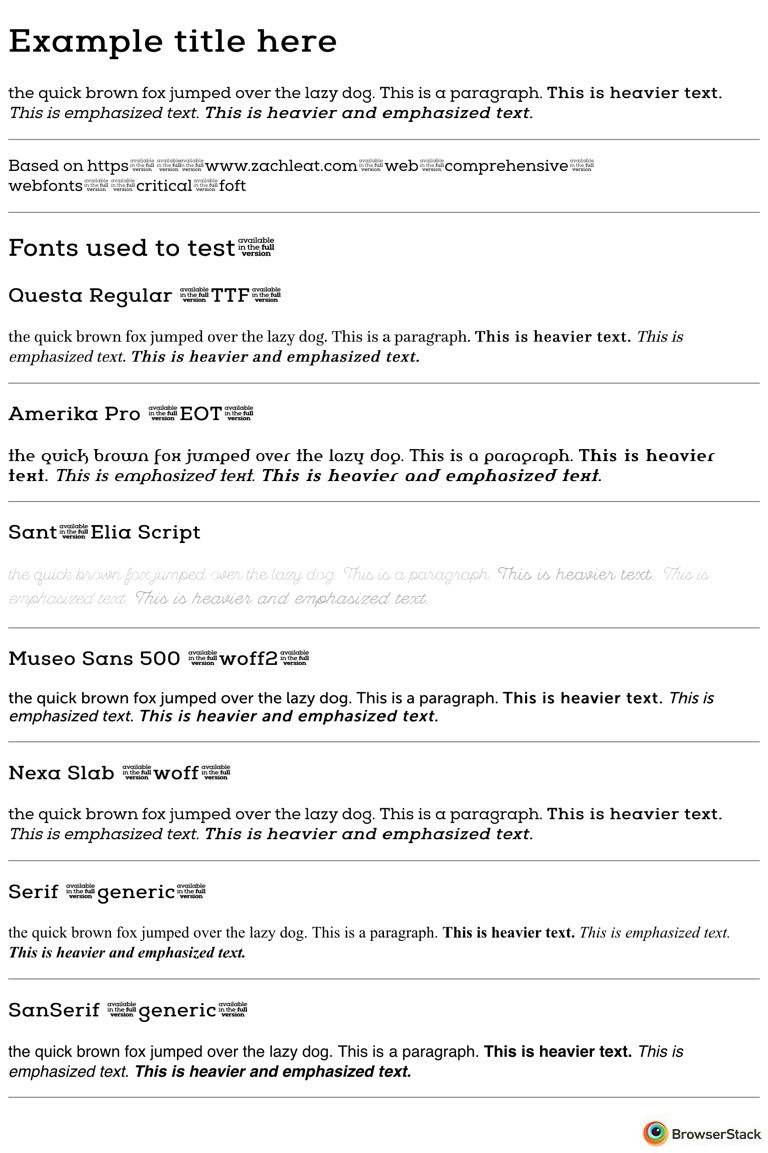 Example title here
the quick brown fox jumped over the lazy dog. This is a paragraph. This is heavier text.
This is emphasized text. This is heavier and emphasized text.
Based on https available in the full version available in the full version available in the full version www.zachleat.com available in the full version web available in the full version comprehensive available in the full version
webfonts available in the full version available in the full version critical available in the full version foft
Fonts used to test available in the full version
Questa Regular available in the full version TTF available in the full version
the quick brown fox jumped over the lazy dog. This is a paragraph. This is heavier text. This is
emphasized text. This is heavier and emphasized text.
Amerika Pro available in the full version EOT available in the full version
the quick brown fox jumped over the lazy dog. This is a paragraph. This is heavier
text. This is emphasized text. This is heavier and emphasized text.
Sant available in the full version Elia Script
the quick brown fox jumped over the lazy dog. This is a paragraph. This is heavier text. This is
emphasized text. This is heavier and emphasized text.
Museo Sans 500 available in the full version woff2 available in the full version
the quick brown fox jumped over the lazy dog. This is a paragraph. This is heavier text. This is
emphasized text. This is heavier and emphasized text.
Nexa Slab available in the full version woff available in the full version
the quick brown fox jumped over the lazy dog. This is a paragraph. This is heavier text.
This is emphasized text. This is heavier and emphasized text.
Serif available in the full version generic available in the full version
the quick brown fox jumped over the lazy dog. This is a paragraph. This is heavier text. This is emphasized text.
This is heavier and emphasized text.
SanSerif available in the full version generic available in the full version
the quick brown fox jumped over the lazy dog. This is a paragraph. This is heavier text. This is
emphasized text. This is heavier and emphasized text.
BrowserStack